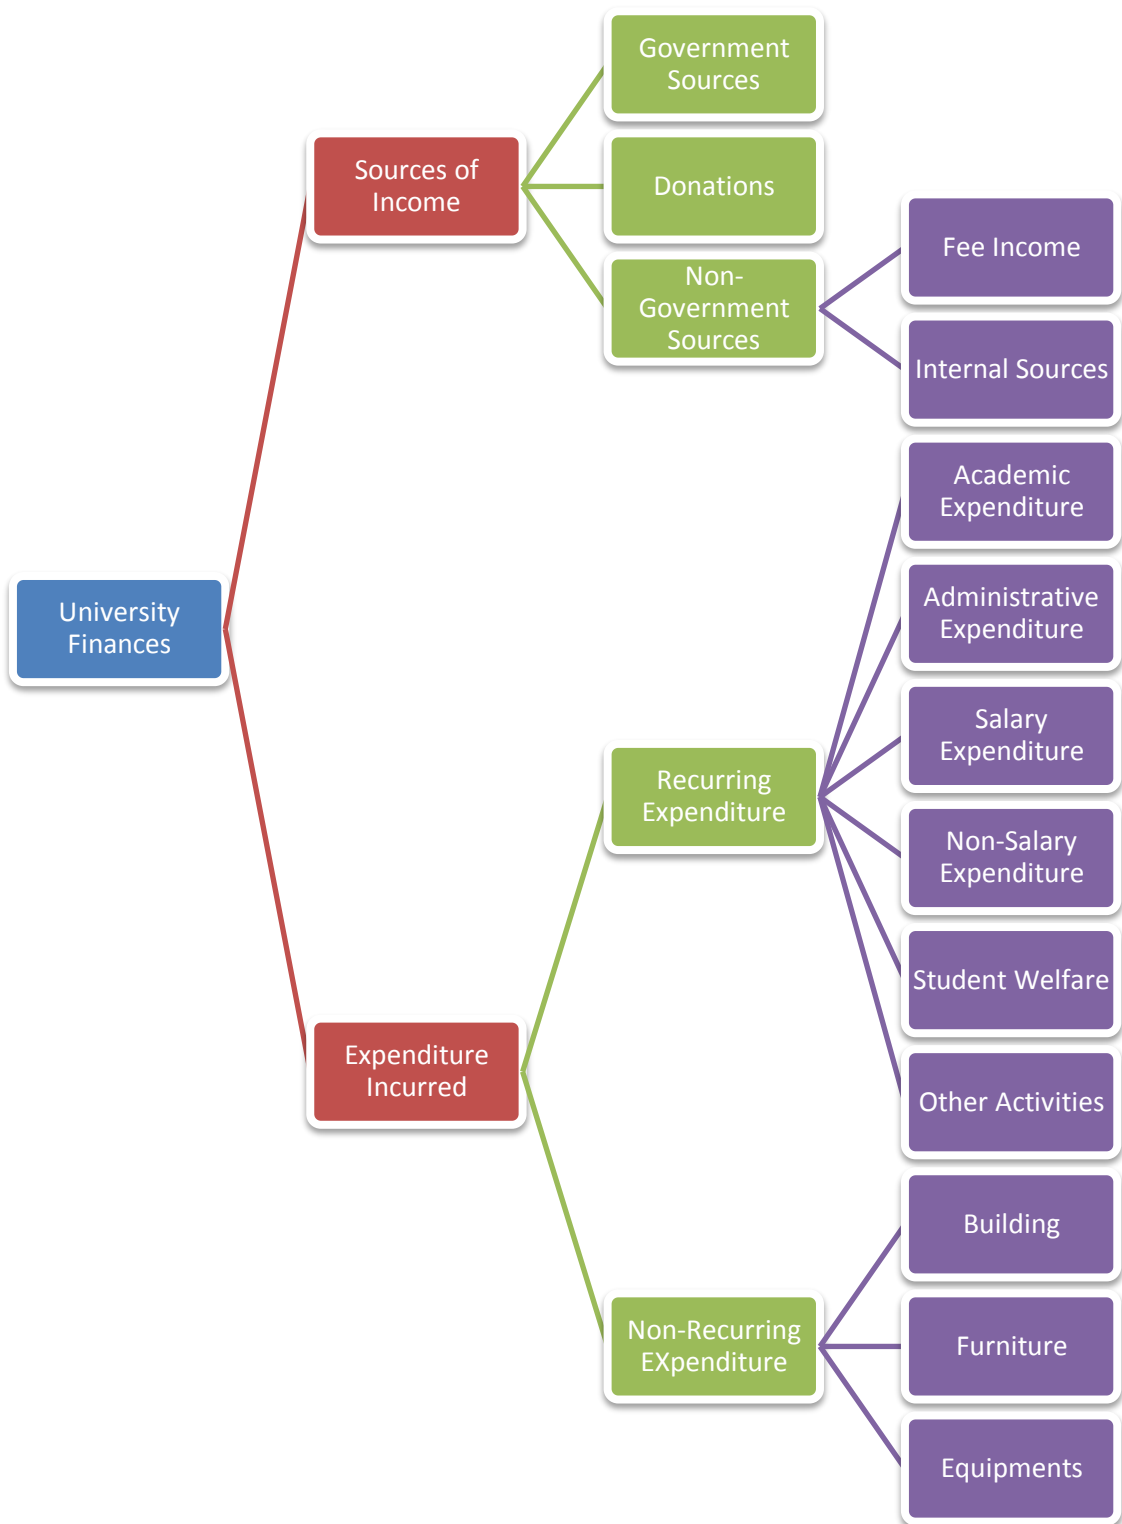 University
Finances
Sources of
Income
Government
Sources
Donations
Non-
Government
Sources
Fee Income
Internal Sources
Expenditure
Incurred
Recurring
Expenditure
Academic
Expenditure
Administrative
Expenditure
Salary
Expenditure
Non-Salary
Expenditure
Student Welfare
Other Activities
Non-Recurring
EXpenditure
Building
Furniture
Equipments